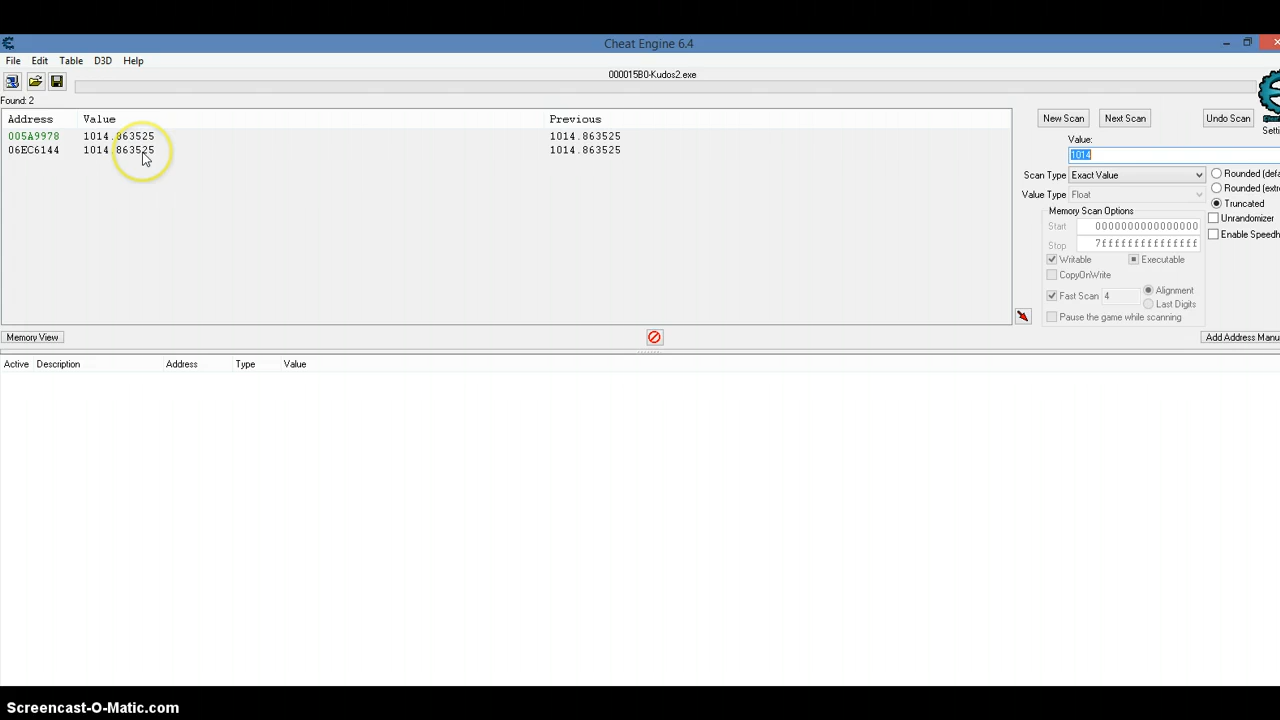 Cheat Engine 6.4
File Edit Table D3D Help
000015B0-Kudos2.exe
Found: 2
Address Value Previous
005A9978 1014.863525 1014.863525
06EC6144 1014.863525 1014.863525
New Scan Next Scan Undo Scan
Setti
Value:
1014
Scan Type Exact Value
Value Type Float
Rounded (defa
Rounded (extre
Truncated
Unrandomizer
Enable Speedh
Memory Scan Options
Start 0000000000000000
Stop 7fffffffffffffff
Writable Executable
CopyOnWrite
Fast Scan 4 Alignment
Last Digits
Pause the game while scanning
Memory View
Add Address Manu
Active Description Address Type Value
Screencast-O-Matic.com